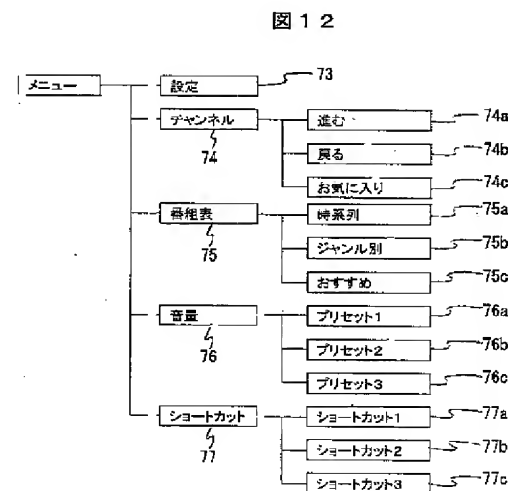 図12
メニュー
設定
73
チャンネル
74
進む
74a
戻る
74b
お気に入り
74c
番組表
75
時系列
75a
ジャンル別
75b
おすすめ
75c
音量
76
プリセット1
76a
プリセット2
76b
プリセット3
76c
ショートカット
77
ショートカット1
77a
ショートカット2
77b
ショートカット3
77c